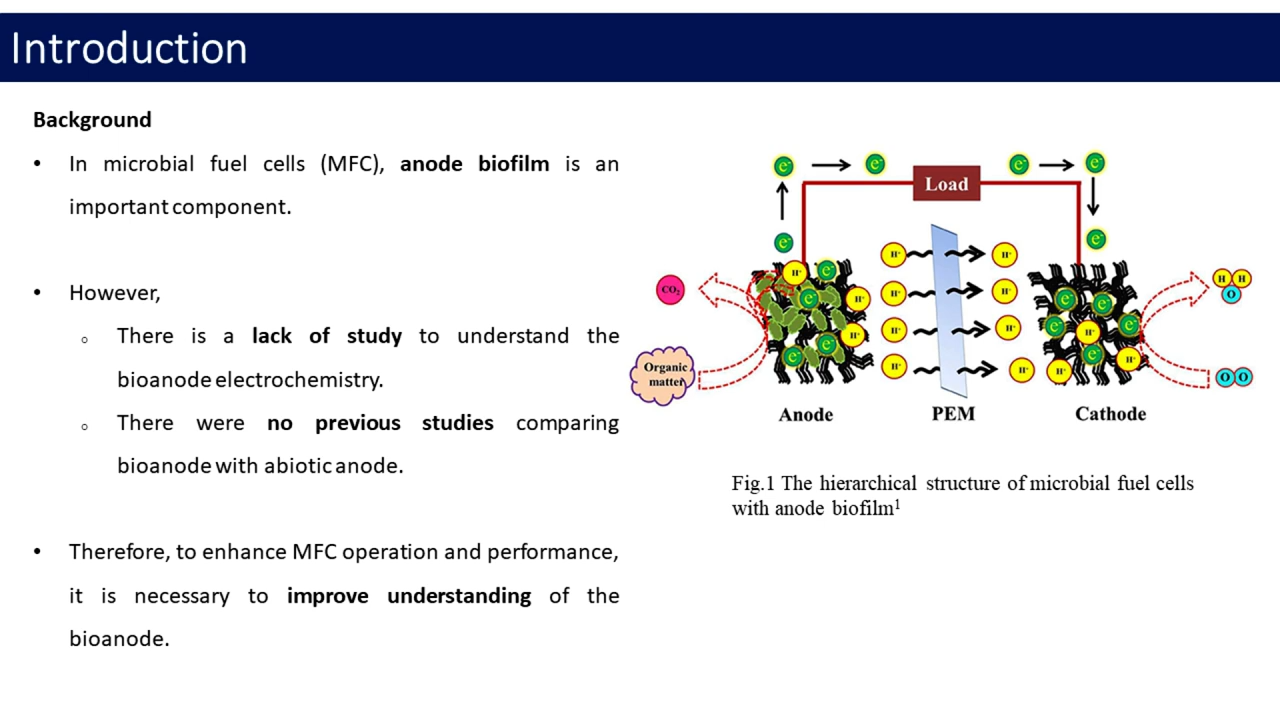 Introduction
Background
• In microbial fuel cells (MFC), anode biofilm is an
important component.
• However,
o There is a lack of study to understand the
bioanode electrochemistry.
o There were no previous studies comparing
bioanode with abiotic anode.
• Therefore, to enhance MFC operation and performance,
it is necessary to improve understanding of the
bioanode.
e⁻ e⁻ e⁻ e⁻
Load
e⁻ e⁻
H⁺ H⁺
H⁺ e⁻
CO₂
e⁻ H⁺
H⁺ H⁺
e⁻ e⁻
H H
O
H⁺ e⁻
H⁺ H⁺
e⁻ H⁺ e⁻
Organic
matter
e⁻ H⁺ H⁺
H⁺ e⁻ H⁺
O O
Anode PEM Cathode
Fig.1 The hierarchical structure of microbial fuel cells
with anode biofilm¹